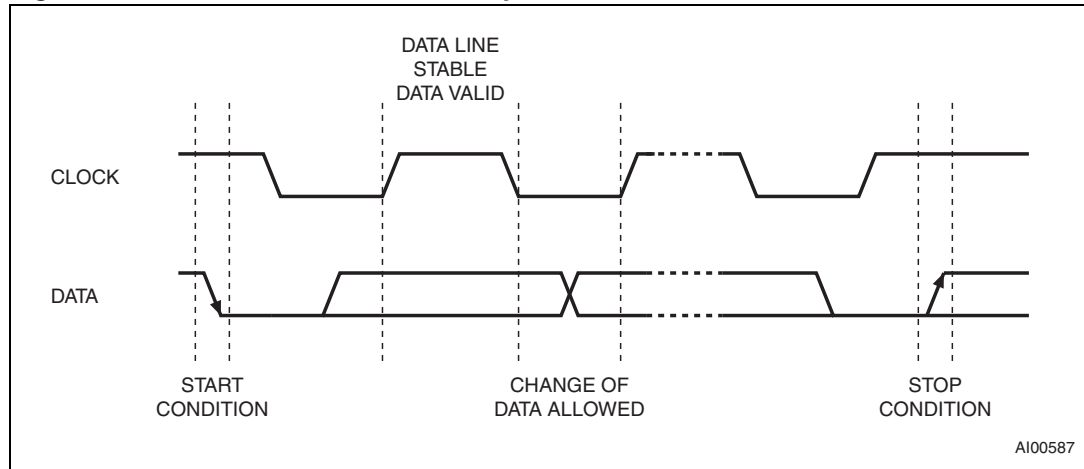 DATA LINE
STABLE
DATA VALID
CLOCK
DATA
START
CONDITION
CHANGE OF
DATA ALLOWED
STOP
CONDITION
AI00587